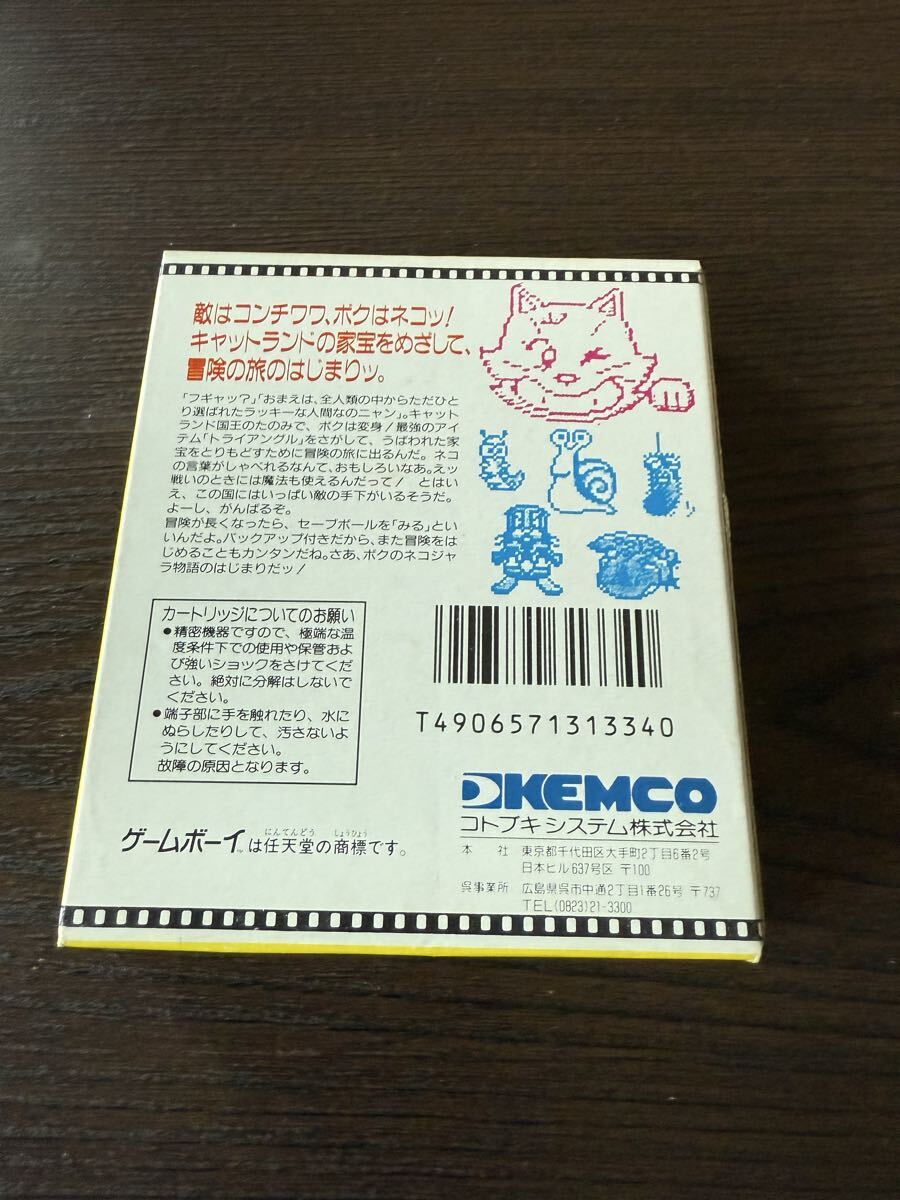 敵はコンチワワ、ボクはネコッ!
キャットランドの家宝をめざして、
冒険の旅のはじまりッ。
「フギャッ?」「おまえは、全人類の中からただひと
り選ばれたラッキーな人間なのニャン」。キャット
ランド国王のたのみで、ボクは変身!最強のアイ
テム「トライアングル」をさがして、うばわれた家
宝をとりもどすために冒険の旅に出るんだ。ネコ
の言葉がしゃべれるなんて、おもしろいなあ。えッ
戦いのときには魔法も使えるんだって! とはい
え、この国にはいっぱい敵の手下がいるそうだ。
よーし、がんばるぞ。
冒険が長くなったら、セーブボールを「みる」とい
いんだよ。バックアップ付きだから、また冒険をは
じめることもカンタンだね。さあ、ボクのネコジャ
ラ物語のはじまりだッ!
カートリッジについてのお願い
●精密機器ですので、極端な温
度条件下での使用や保管およ
び強いショックをさけてくだ
さい。絶対に分解はしないで
ください。
●端子部に手を触れたり、水に
ぬらしたりして、汚さないよ
うにしてください。
故障の原因となります。
T4906571313340
KEMCO
コトブキシステム株式会社
本 社 東京都千代田区大手町2丁目6番2号
日本ビル637号区 〒100
呉事業所 広島県呉市中通2丁目1番26号 〒737
TEL(0823)21-3300
にんてんどう しょうひょう
ゲームボーイ™は任天堂の商標です。